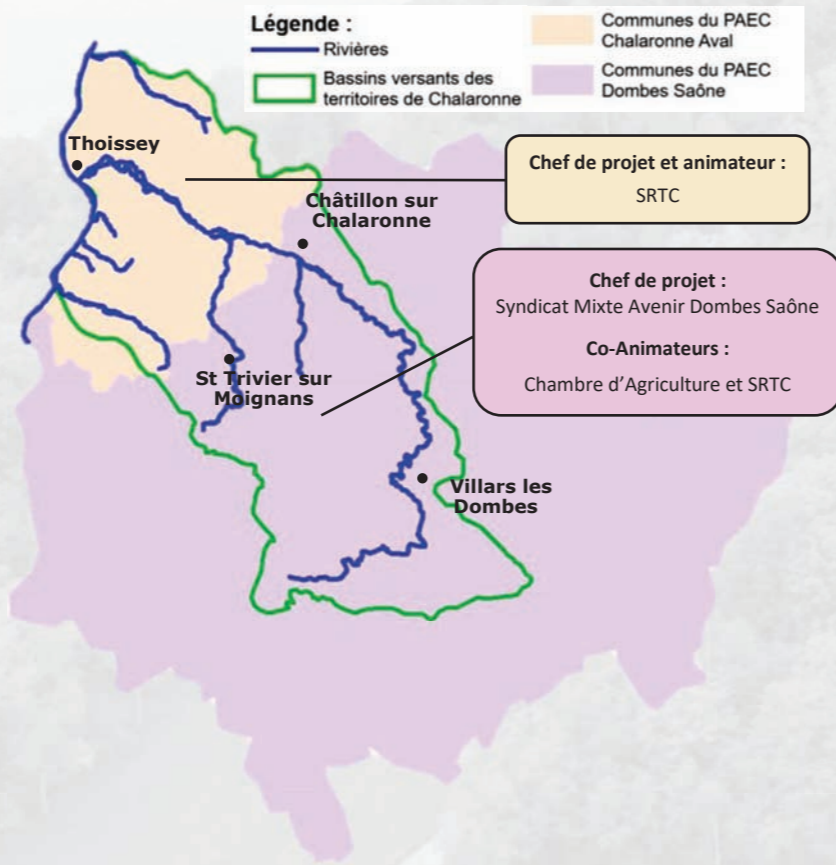 Légende :
Rivières
Bassins versants des
territoires de Chalaronne
Communes du PAEC
Chalaronne Aval
Communes du PAEC
Dombes Saône
Thoissey
Chef de projet et animateur :
SRTC
Châtillon sur
Chalaronne
Chef de projet :
Syndicat Mixte Avenir Dombes Saône
Co-Animateurs :
Chambre d'Agriculture et SRTC
St Trivier sur
Moignans
Villars les
Dombes